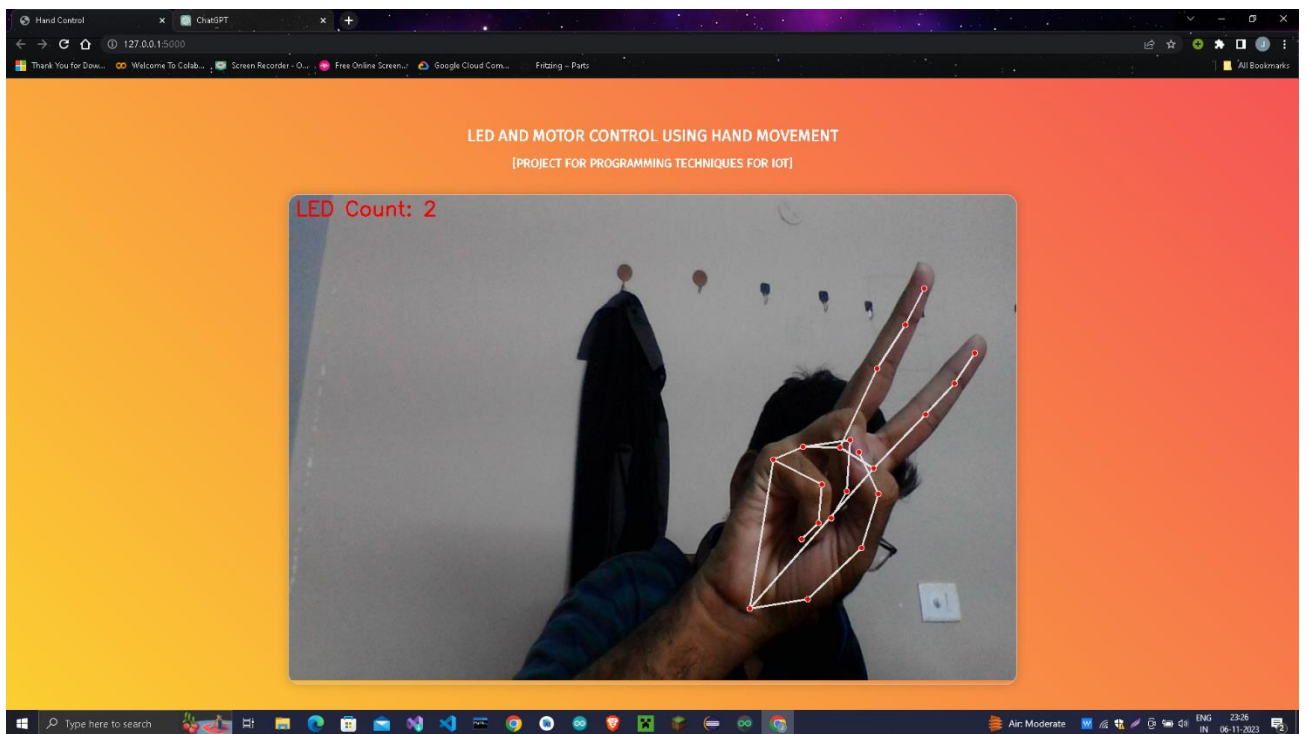 Hand Control
ChatGPT
127.0.0.1:5000
Thank You for Dow...
Welcome To Colab...
Screen Recorder - O...
Free Online Screen...
Google Cloud Com...
Fritzing – Parts
All Bookmarks
LED AND MOTOR CONTROL USING HAND MOVEMENT
[PROJECT FOR PROGRAMMING TECHNIQUES FOR IOT]
LED Count: 2
Type here to search
Air: Moderate
ENG
IN
23:26
06-11-2023